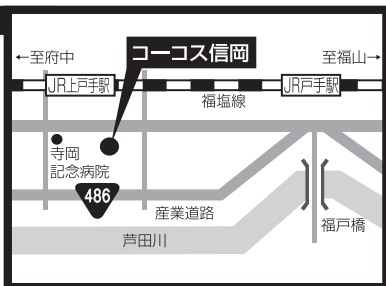 コーコス信岡
←至府中
至福山→
JR上戸手駅
JR戸手駅
福塩線
寺岡
記念病院
486
産業道路
福戸橋
芦田川